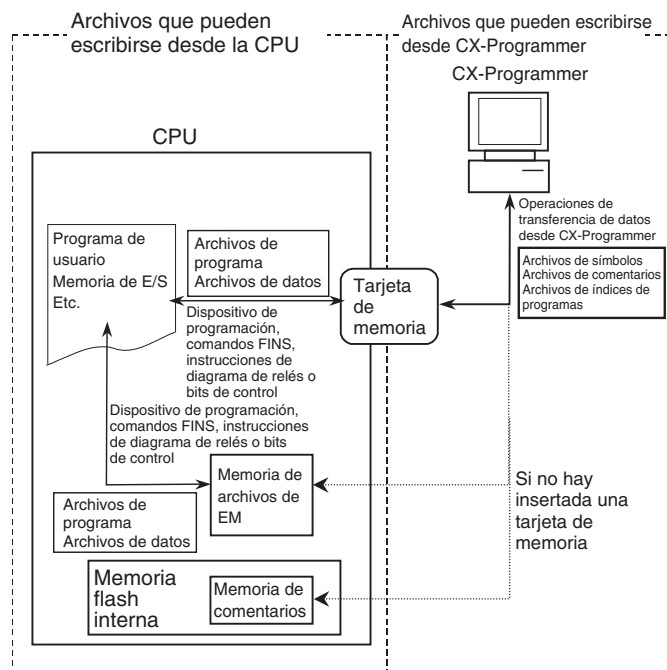 Archivos que pueden
escribirse desde la CPU
Archivos que pueden escribirse
desde CX-Programmer
CX-Programmer
CPU
Operaciones de
transferencia de datos
desde CX-Programmer
Archivos de símbolos
Archivos de comentarios
Archivos de índices de
programas
Programa de
usuario
Memoria de E/S
Etc.
Archivos de
programa
Archivos de datos
Tarjeta
de
memoria
Dispositivo de
programación,
comandos FINS,
instrucciones de
diagrama de relés o
bits de control
Dispositivo de programación,
comandos FINS, instrucciones
de diagrama de relés o bits
de control
Memoria de
archivos de
EM
Si no hay
insertada una
tarjeta de
memoria
Archivos de
programa
Archivos de datos
Memoria
flash
interna
Memoria de
comentarios